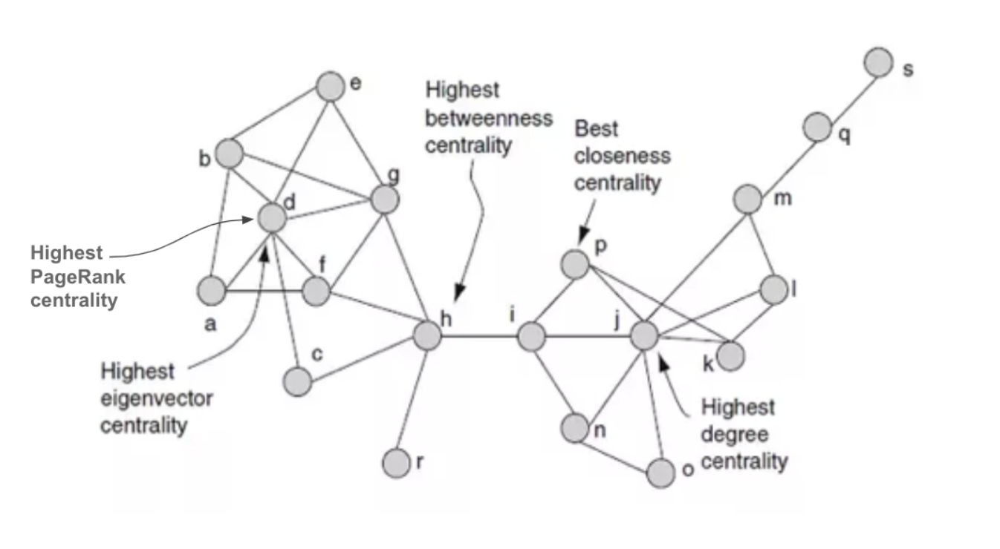 s
e
Highest
betweenness
centrality
Best
closeness
centrality
q
b
g
d
m
Highest
PageRank
centrality
p
f
l
a
h
i
j
c
k
Highest
eigenvector
centrality
Highest
degree
centrality
n
r
o